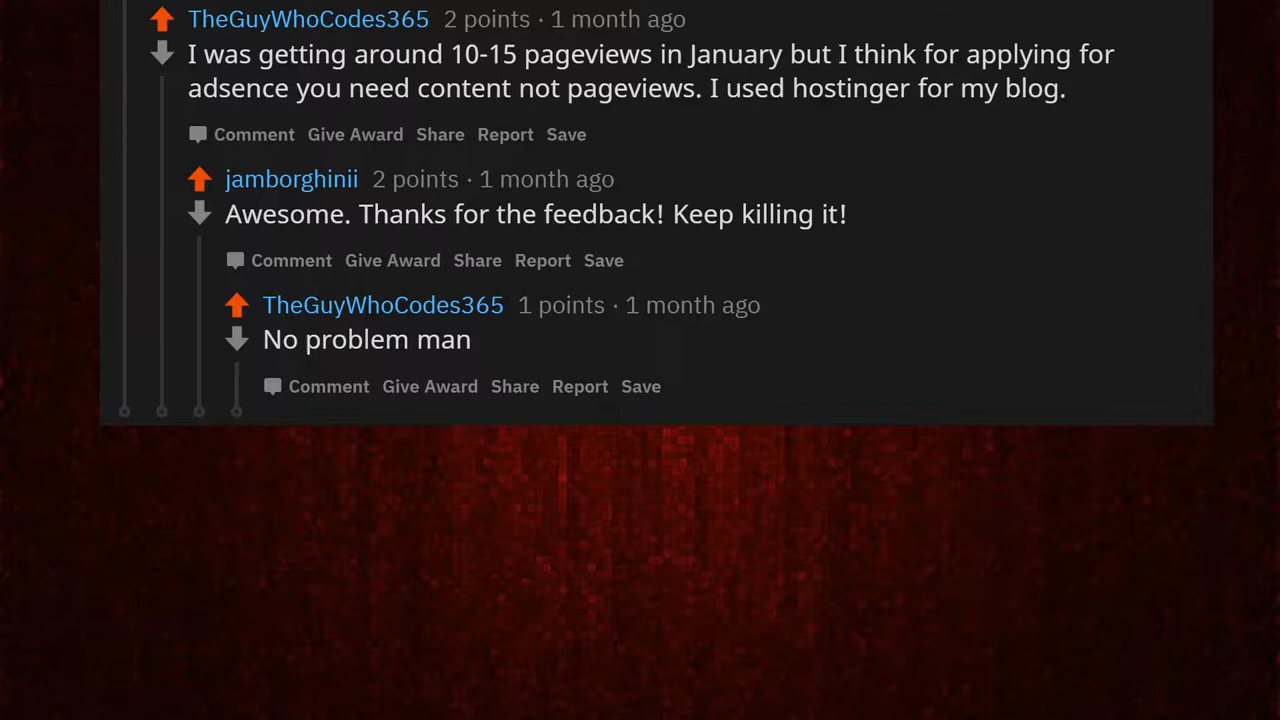 TheGuyWhoCodes365 2 points · 1 month ago
I was getting around 10-15 pageviews in January but I think for applying for
adsence you need content not pageviews. I used hostinger for my blog.
Comment Give Award Share Report Save
jamborghinii 2 points · 1 month ago
Awesome. Thanks for the feedback! Keep killing it!
Comment Give Award Share Report Save
TheGuyWhoCodes365 1 points · 1 month ago
No problem man
Comment Give Award Share Report Save